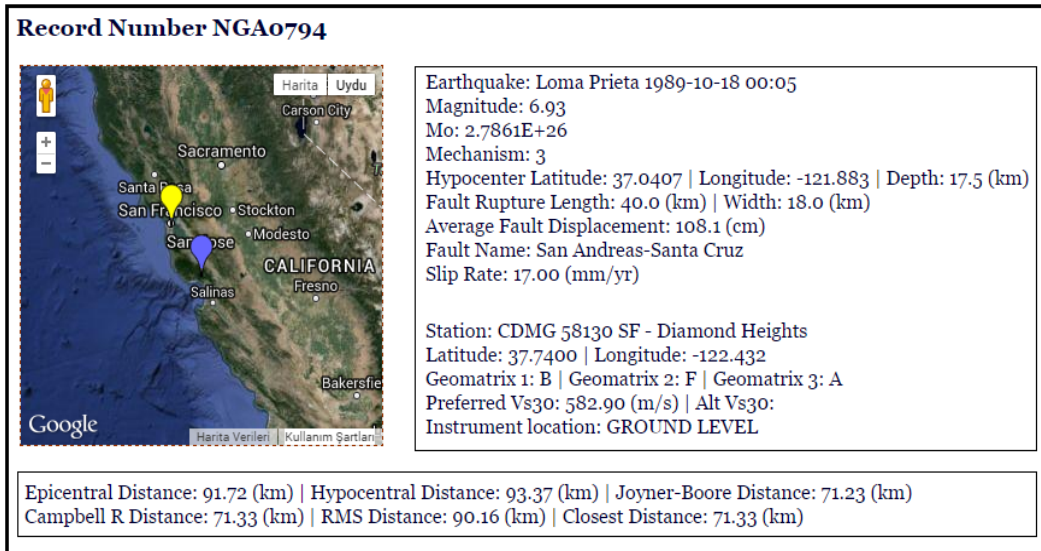 Record Number NGA0794
Harita Uydu
Carson City
Sacramento
Santa Rosa
San Francisco Stockton
San Jose Modesto
CALIFORNIA
Salinas Fresno
Bakersfie
Google
Harita Verileri Kullanım Şartları
Earthquake: Loma Prieta 1989-10-18 00:05
Magnitude: 6.93
Mo: 2.7861E+26
Mechanism: 3
Hypocenter Latitude: 37.0407 | Longitude: -121.883 | Depth: 17.5 (km)
Fault Rupture Length: 40.0 (km) | Width: 18.0 (km)
Average Fault Displacement: 108.1 (cm)
Fault Name: San Andreas-Santa Cruz
Slip Rate: 17.00 (mm/yr)
Station: CDMG 58130 SF - Diamond Heights
Latitude: 37.7400 | Longitude: -122.432
Geomatrix 1: B | Geomatrix 2: F | Geomatrix 3: A
Preferred Vs30: 582.90 (m/s) | Alt Vs30:
Instrument location: GROUND LEVEL
Epicentral Distance: 91.72 (km) | Hypocentral Distance: 93.37 (km) | Joyner-Boore Distance: 71.23 (km)
Campbell R Distance: 71.33 (km) | RMS Distance: 90.16 (km) | Closest Distance: 71.33 (km)